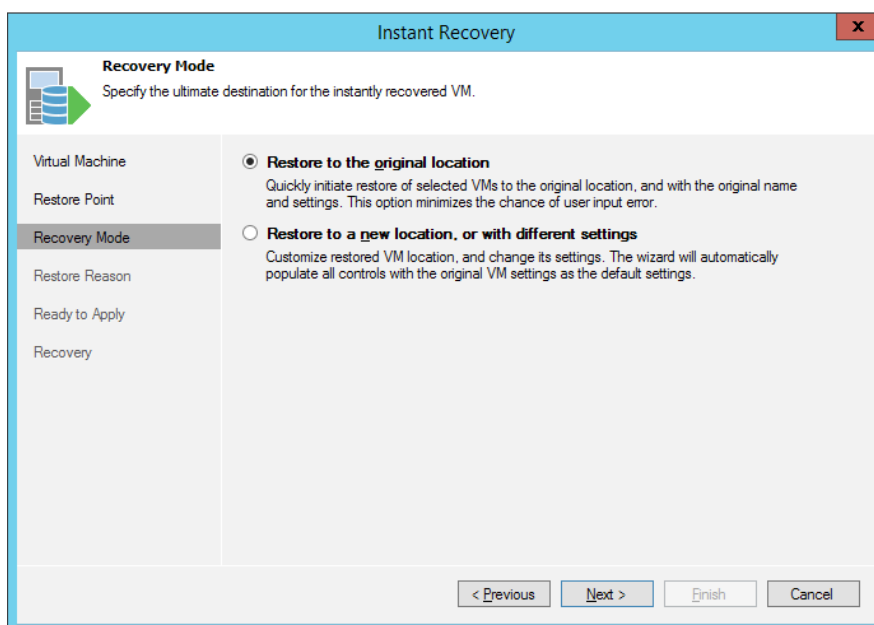 Instant Recovery
x
Recovery Mode
Specify the ultimate destination for the instantly recovered VM.
Virtual Machine
Restore Point
Recovery Mode
Restore Reason
Ready to Apply
Recovery
Restore to the original location
Quickly initiate restore of selected VMs to the original location, and with the original name
and settings. This option minimizes the chance of user input error.
Restore to a new location, or with different settings
Customize restored VM location, and change its settings. The wizard will automatically
populate all controls with the original VM settings as the default settings.
< Previous
Next >
Finish
Cancel